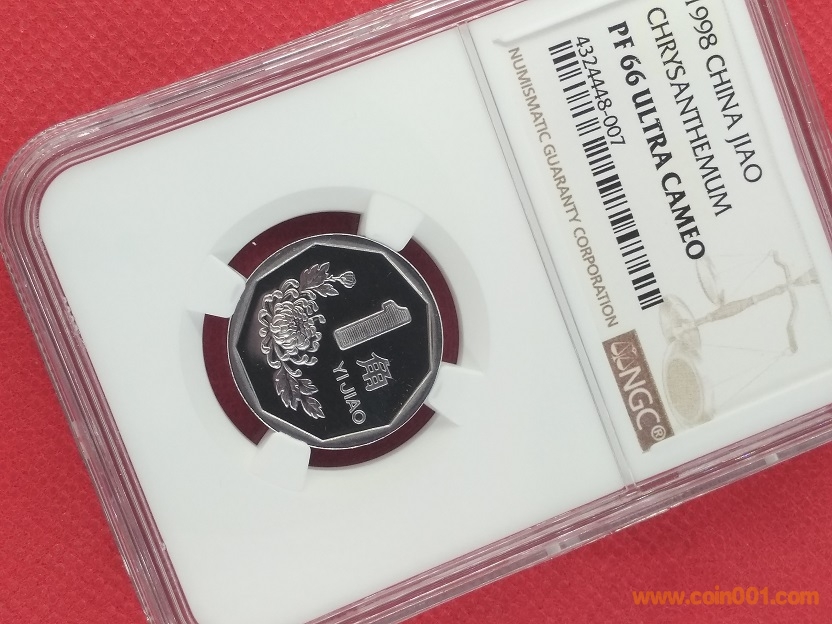 1998 CHINA JIAO
CHRYSANTHEMUM
PF 66 ULTRA CAMEO
4324448-007
NUMISMATIC GUARANTY CORPORATION
NGC®
1
角
YI JIAO
www.coin001.com